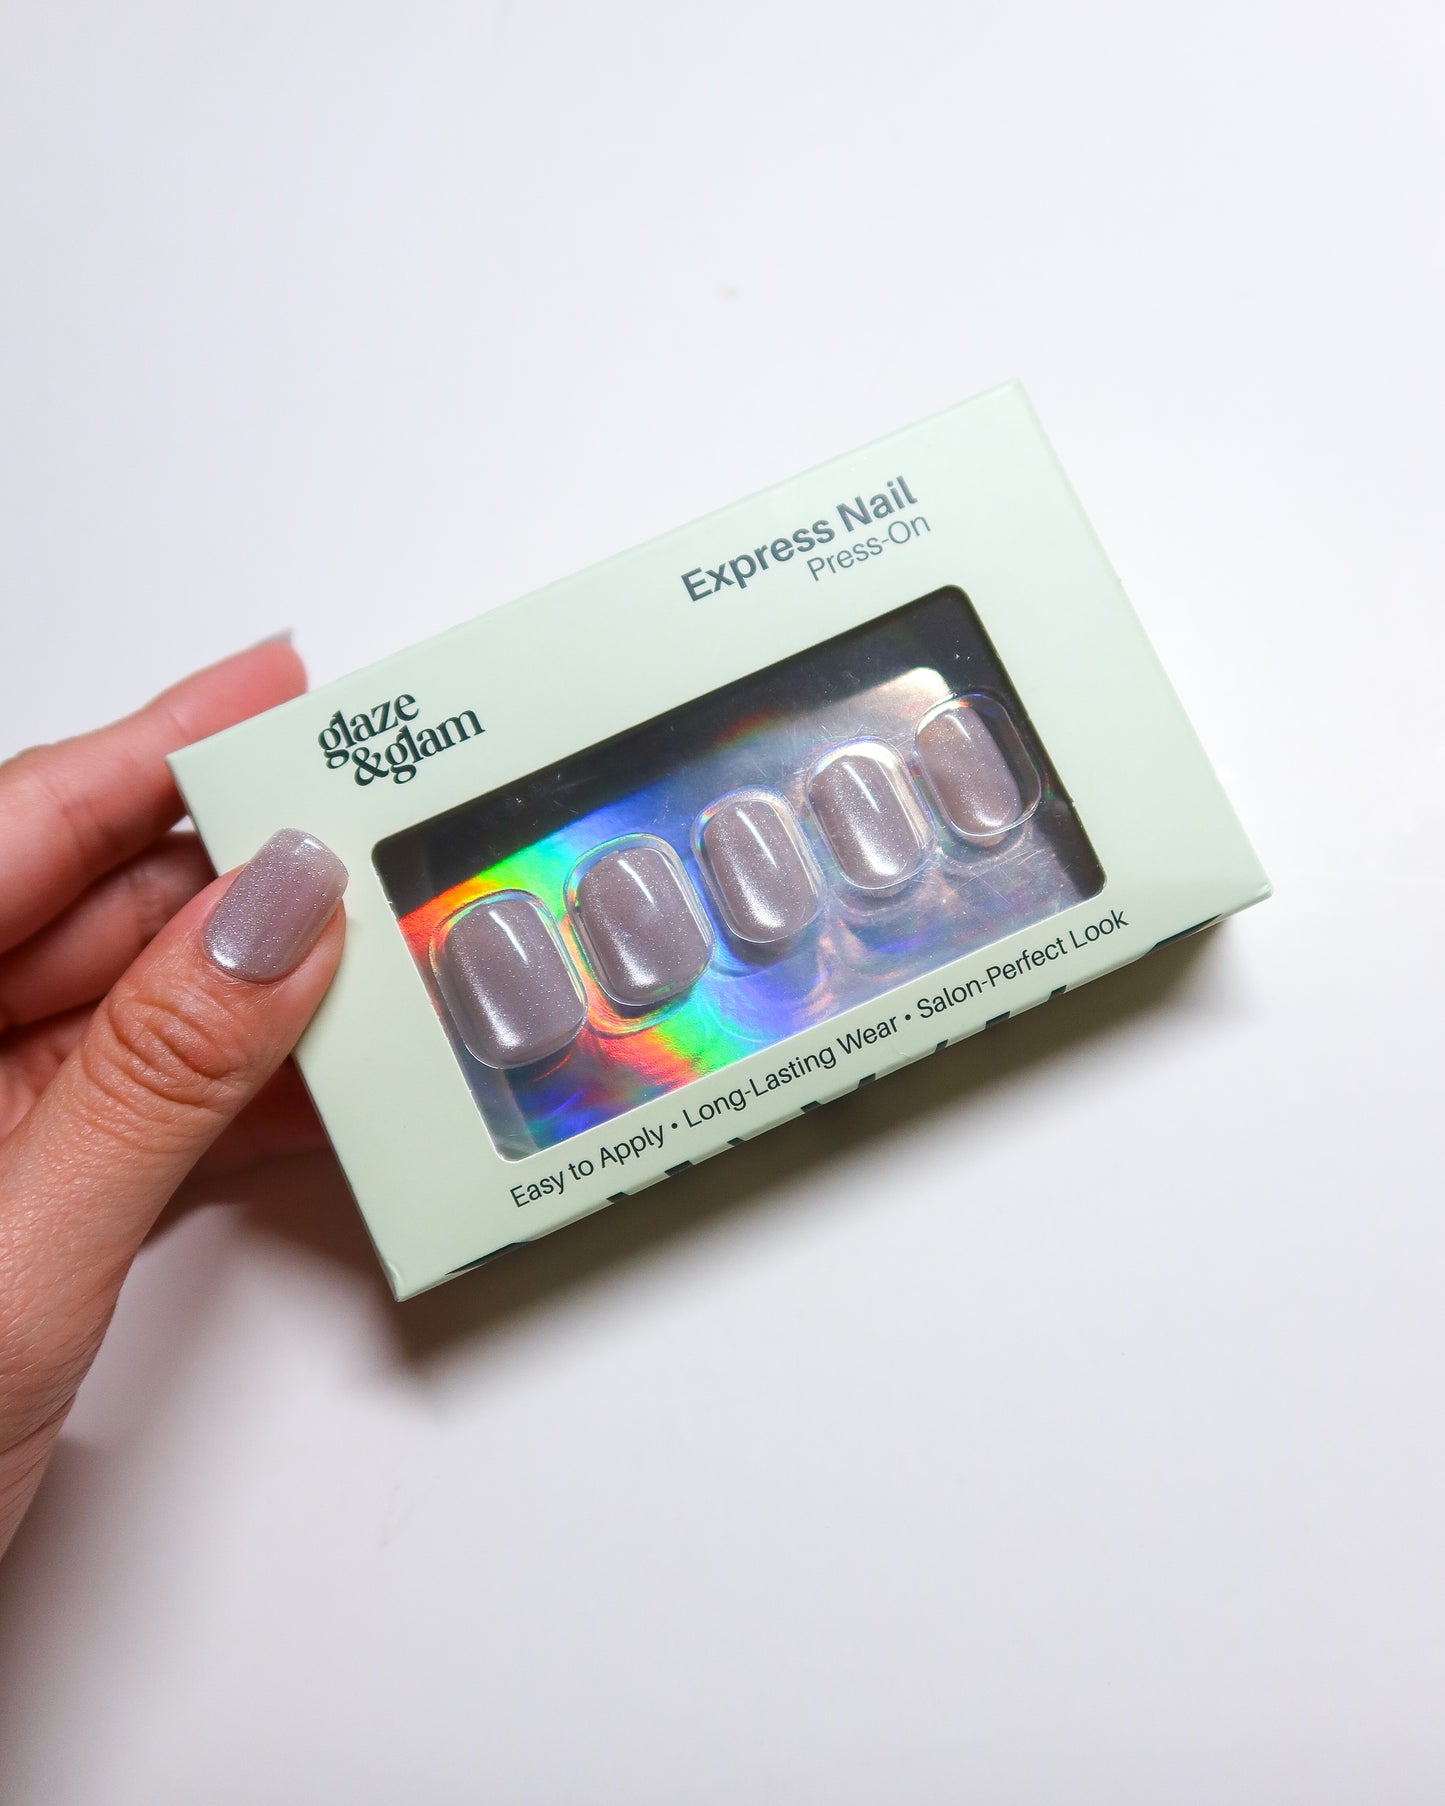 Express Nail
Press-On
glaze
&glam
Easy to Apply • Long-Lasting Wear • Salon-Perfect Look